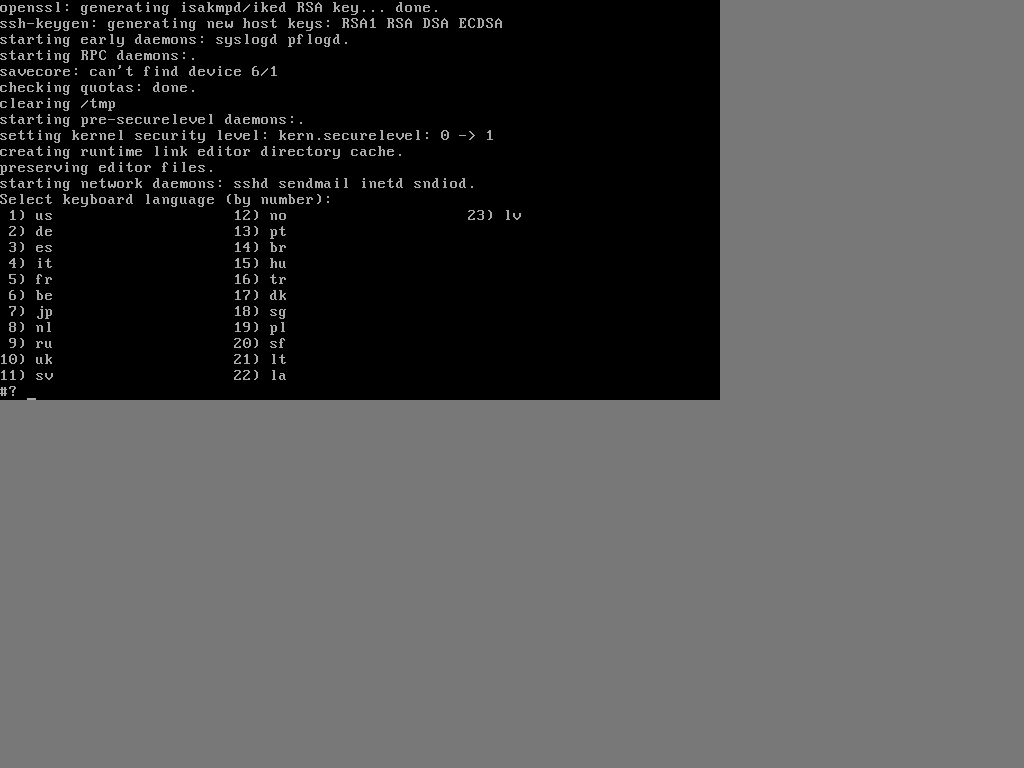 openssl: generating isakmpd/iked RSA key... done.
ssh-keygen: generating new host keys: RSA1 RSA DSA ECDSA
starting early daemons: syslogd pflogd.
starting RPC daemons:.
savecore: can't find device 6/1
checking quotas: done.
clearing /tmp
starting pre-securelevel daemons:.
setting kernel security level: kern.securelevel: 0 -> 1
creating runtime link editor directory cache.
preserving editor files.
starting network daemons: sshd sendmail inetd sndiod.
Select keyboard language (by number):
 1) us                    12) no                    23) lv
 2) de                    13) pt
 3) es                    14) br
 4) it                    15) hu
 5) fr                    16) tr
 6) be                    17) dk
 7) jp                    18) sg
 8) nl                    19) pl
 9) ru                    20) sf
10) uk                    21) lt
11) sv                    22) la
#? _